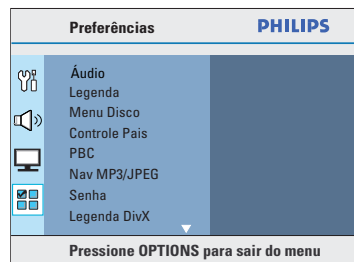 Preferências PHILIPS
Áudio
Legenda
Menu Disco
Controle Pais
PBC
Nav MP3/JPEG
Senha
Legenda DivX
Pressione OPTIONS para sair do menu